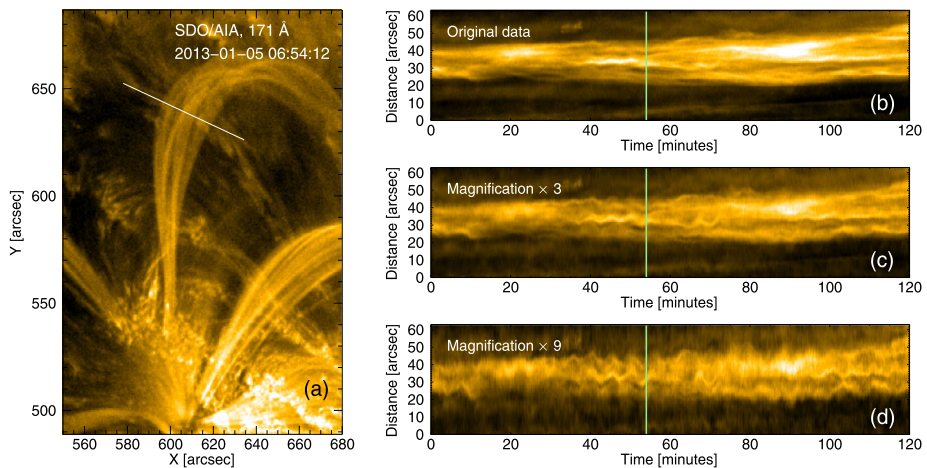 SDO/AIA, 171 Å
2013−01−05 06:54:12
650
600
550
500
Y [arcsec]
(a)
560 580 600 620 640 660 680
X [arcsec]
Original data
60
50
40
30
20
10
0
Distance [arcsec]
(b)
0 20 40 60 80 100 120
Time [minutes]
Magnification × 3
60
50
40
30
20
10
0
Distance [arcsec]
(c)
0 20 40 60 80 100 120
Time [minutes]
Magnification × 9
60
50
40
30
20
10
0
Distance [arcsec]
(d)
0 20 40 60 80 100 120
Time [minutes]